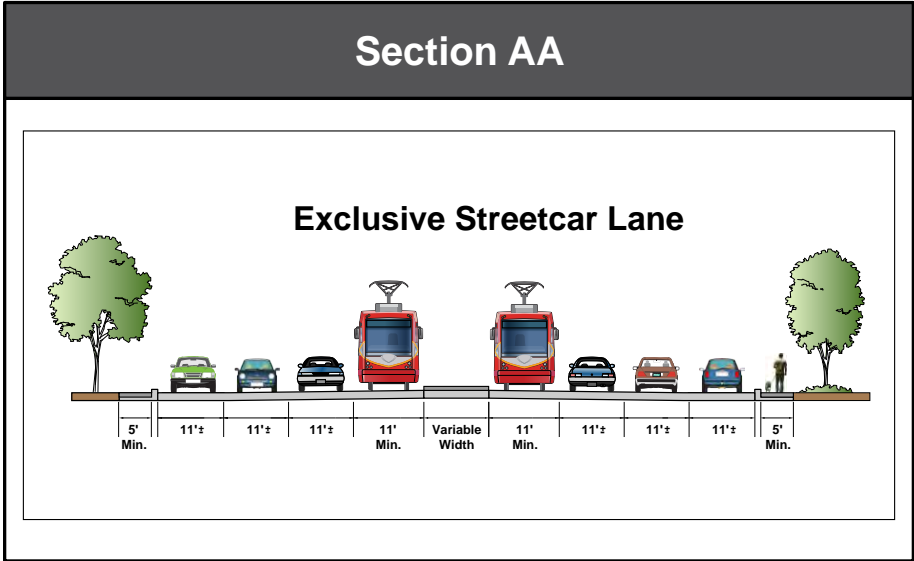 Section AA
Exclusive Streetcar Lane
5' 11'± 11'± 11'± 11' Variable 11' 11'± 11'± 11'± 5'
Min. Min. Width Min. Min.